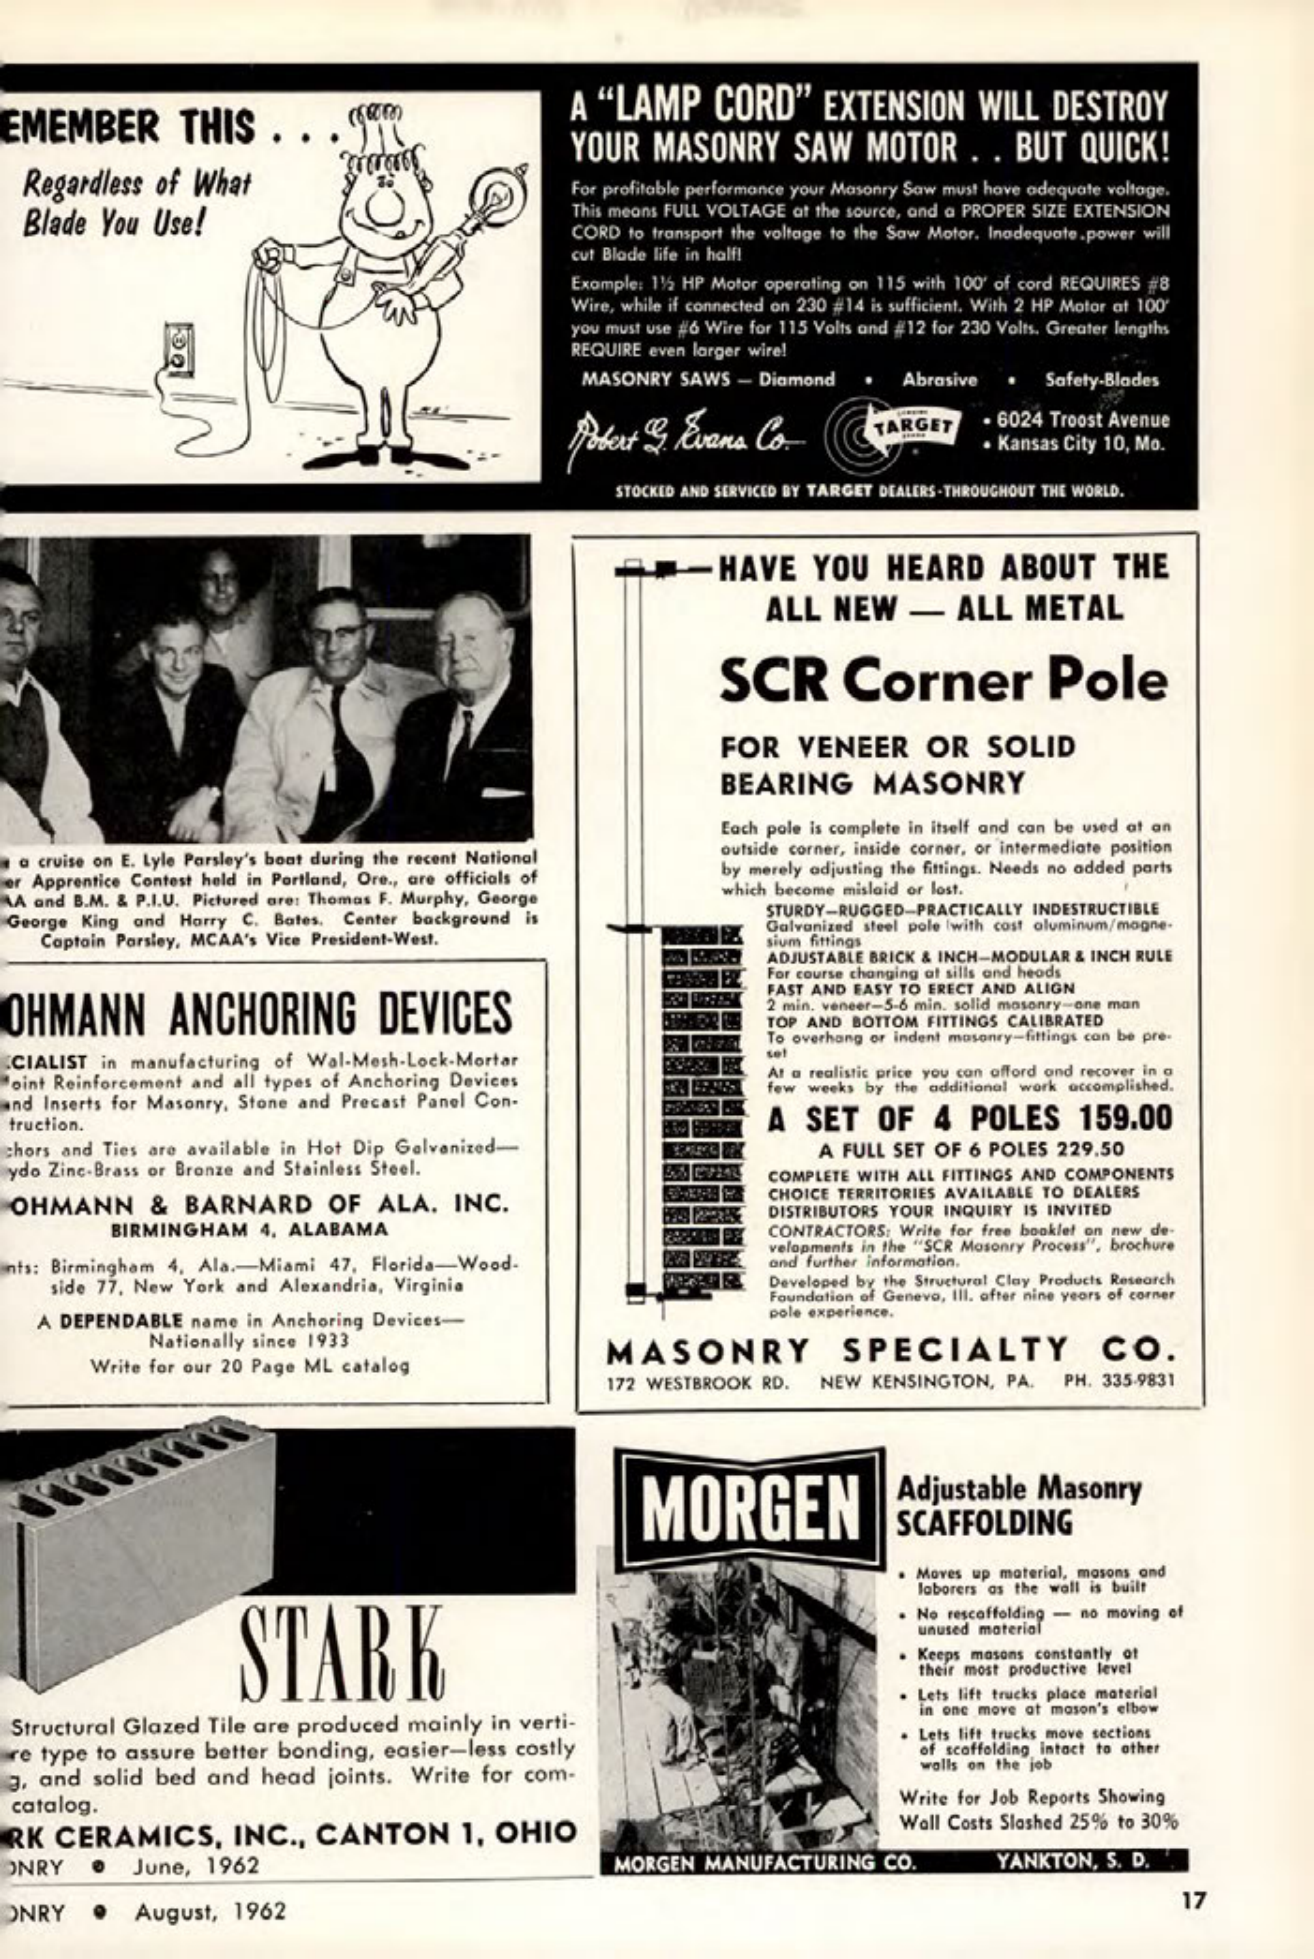 EMEMBER THIS . . .
Regardless of What
Blade You Use!
A “LAMP CORD” EXTENSION WILL DESTROY
YOUR MASONRY SAW MOTOR . . BUT QUICK!
For profitable performance your Masonry Saw must have adequate voltage.
This means FULL VOLTAGE at the source, and a PROPER SIZE EXTENSION
CORD to transport the voltage to the Saw Motor. Inadequate power will
cut Blade life in half!
Example: 1½ HP Motor operating on 115 with 100' of cord REQUIRES #8
Wire, while if connected on 230 #14 is sufficient. With 2 HP Motor at 100'
you must use #6 Wire for 115 Volts and #12 for 230 Volts. Greater lengths
REQUIRE even larger wire!
MASONRY SAWS — Diamond • Abrasive • Safety-Blades
Robert G. Evans Co.
TARGET
• 6024 Troost Avenue
• Kansas City 10, Mo.
STOCKED AND SERVICED BY TARGET DEALERS-THROUGHOUT THE WORLD.
a cruise on E. Lyle Parsley's boat during the recent National
er Apprentice Contest held in Portland, Ore., are officials of
AA and B.M. & P.I.U. Pictured are: Thomas F. Murphy, George
George King and Harry C. Bates. Center background is
Captain Parsley, MCAA's Vice President-West.
OHMANN ANCHORING DEVICES
CIALIST in manufacturing of Wal-Mesh-Lock-Mortar
oint Reinforcement and all types of Anchoring Devices
and Inserts for Masonry, Stone and Precast Panel Con-
truction.
chors and Ties are available in Hot Dip Galvanized—
ydo Zinc-Brass or Bronze and Stainless Steel.
OHMANN & BARNARD OF ALA. INC.
BIRMINGHAM 4, ALABAMA
nts: Birmingham 4, Ala.—Miami 47, Florida—Wood-
side 77, New York and Alexandria, Virginia
A DEPENDABLE name in Anchoring Devices—
Nationally since 1933
Write for our 20 Page ML catalog
HAVE YOU HEARD ABOUT THE
ALL NEW — ALL METAL
SCR Corner Pole
FOR VENEER OR SOLID
BEARING MASONRY
Each pole is complete in itself and can be used at an
outside corner, inside corner, or intermediate position
by merely adjusting the fittings. Needs no added parts
which become mislaid or lost.
STURDY—RUGGED—PRACTICALLY INDESTRUCTIBLE
Galvanized steel pole with cast aluminum/magne-
sium fittings
ADJUSTABLE BRICK & INCH—MODULAR & INCH RULE
For course changing at sills and heads
FAST AND EASY TO ERECT AND ALIGN
2 min. veneer—5-6 min. solid masonry—one man
TOP AND BOTTOM FITTINGS CALIBRATED
To overhang or indent masonry—fittings can be pre-
set
At a realistic price you can afford and recover in a
few weeks by the additional work accomplished.
A SET OF 4 POLES 159.00
A FULL SET OF 6 POLES 229.50
COMPLETE WITH ALL FITTINGS AND COMPONENTS
CHOICE TERRITORIES AVAILABLE TO DEALERS
DISTRIBUTORS YOUR INQUIRY IS INVITED
CONTRACTORS: Write for free booklet on new de-
velopments in the "SCR Masonry Process", brochure
and further information.
Developed by the Structural Clay Products Research
Foundation of Geneva, Ill. after nine years of corner
pole experience.
MASONRY SPECIALTY CO.
172 WESTBROOK RD. NEW KENSINGTON, PA. PH. 335-9831
STARK
Structural Glazed Tile are produced mainly in verti-
re type to assure better bonding, easier—less costly
g, and solid bed and head joints. Write for com-
catalog.
RK CERAMICS, INC., CANTON 1, OHIO
ONRY • June, 1962
MORGEN
Adjustable Masonry
SCAFFOLDING
• Moves up material, masons and
laborers as the wall is built
• No rescaffolding — no moving of
unused material
• Keeps masons constantly at
their most productive level
• Lets lift trucks place material
in one move at mason's elbow
• Lets lift trucks move sections
of scaffolding intact to other
walls on the job
Write for Job Reports Showing
Wall Costs Slashed 25% to 30%
MORGEN MANUFACTURING CO. YANKTON, S. D.
ONRY • August, 1962
17